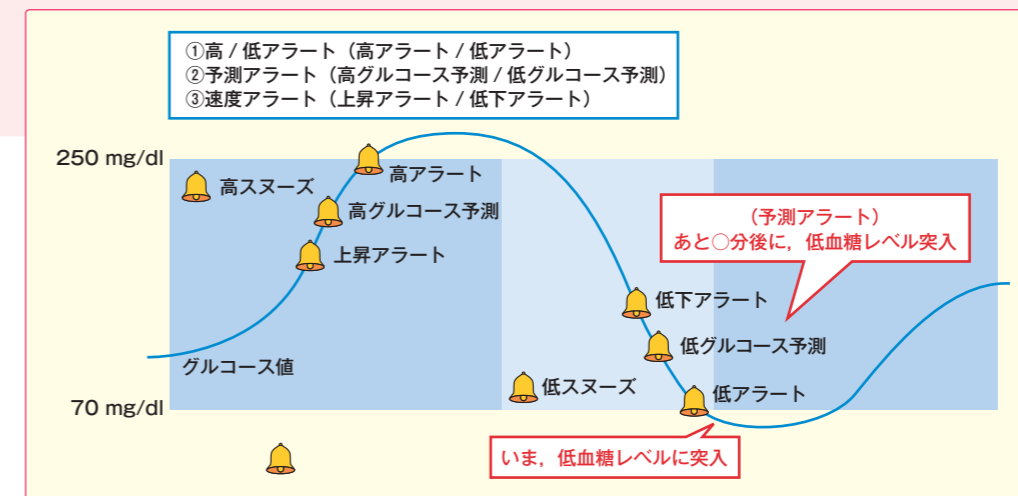 ①高 / 低アラート（高アラート / 低アラート）
②予測アラート（高グルコース予測 / 低グルコース予測）
③速度アラート（上昇アラート / 低下アラート）
250 mg/dl
高スヌーズ
高アラート
高グルコース予測
上昇アラート
（予測アラート）
あと○分後に，低血糖レベル突入
低下アラート
低グルコース予測
グルコース値
低スヌーズ
低アラート
70 mg/dl
いま，低血糖レベルに突入